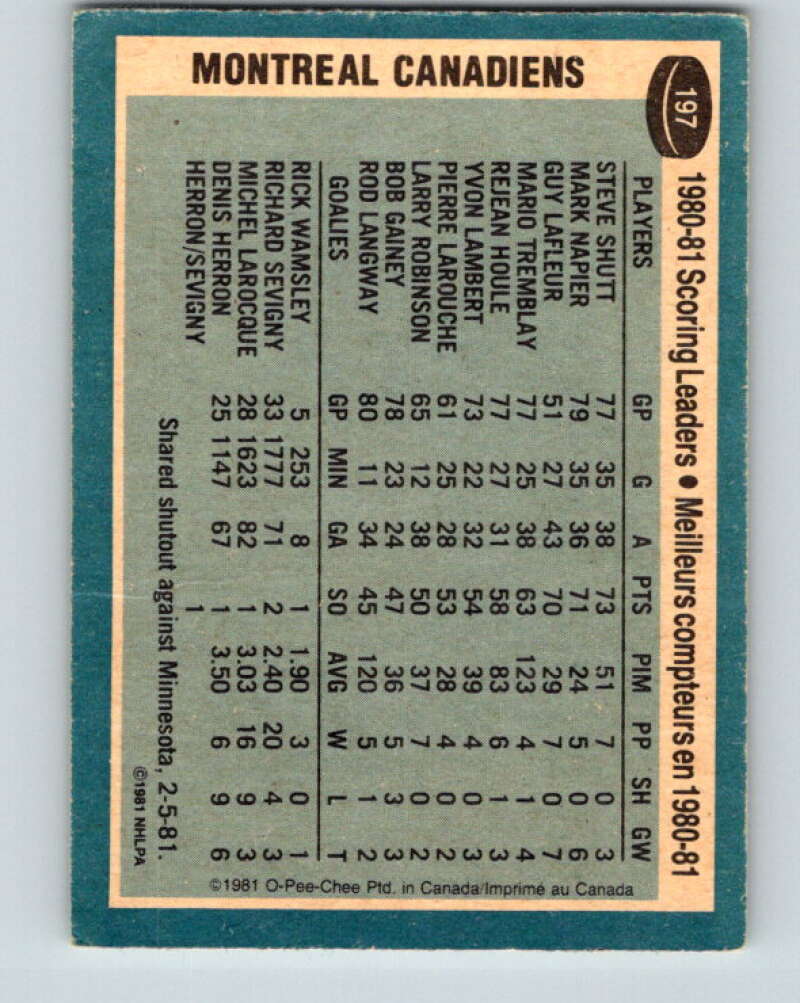 MONTREAL CANADIENS
197
1980-81 Scoring Leaders • Meilleurs compteurs en 1980-81
PLAYERS GP G A PTS PIM PP SH GW
STEVE SHUTT 77 35 38 73 51 7 0 3
MARK NAPIER 79 35 36 71 24 5 0 6
GUY LAFLEUR 51 27 43 70 29 7 0 7
MARIO TREMBLAY 77 25 38 63 123 4 1 4
REJEAN HOULE 77 27 31 58 83 6 1 3
YVON LAMBERT 73 22 32 54 39 4 0 3
PIERRE LAROUCHE 61 25 28 53 28 4 0 2
LARRY ROBINSON 65 12 38 50 37 7 0 2
BOB GAINEY 78 23 24 47 36 5 3 3
ROD LANGWAY 80 11 34 45 120 5 1 2
GOALIES GP MIN GA SO AVG W L T
RICK WAMSLEY 5 253 8 1 1.90 3 0 1
RICHARD SEVIGNY 33 1777 71 2 2.40 20 4 3
MICHEL LAROCQUE 28 1623 82 1 3.03 16 9 3
DENIS HERRON 25 1147 67 1 3.50 6 9 6
HERRON/SEVIGNY 1
Shared shutout against Minnesota, 2-5-81.
©1981 NHLPA
©1981 O-Pee-Chee Ptd. in Canada/Imprimé au Canada